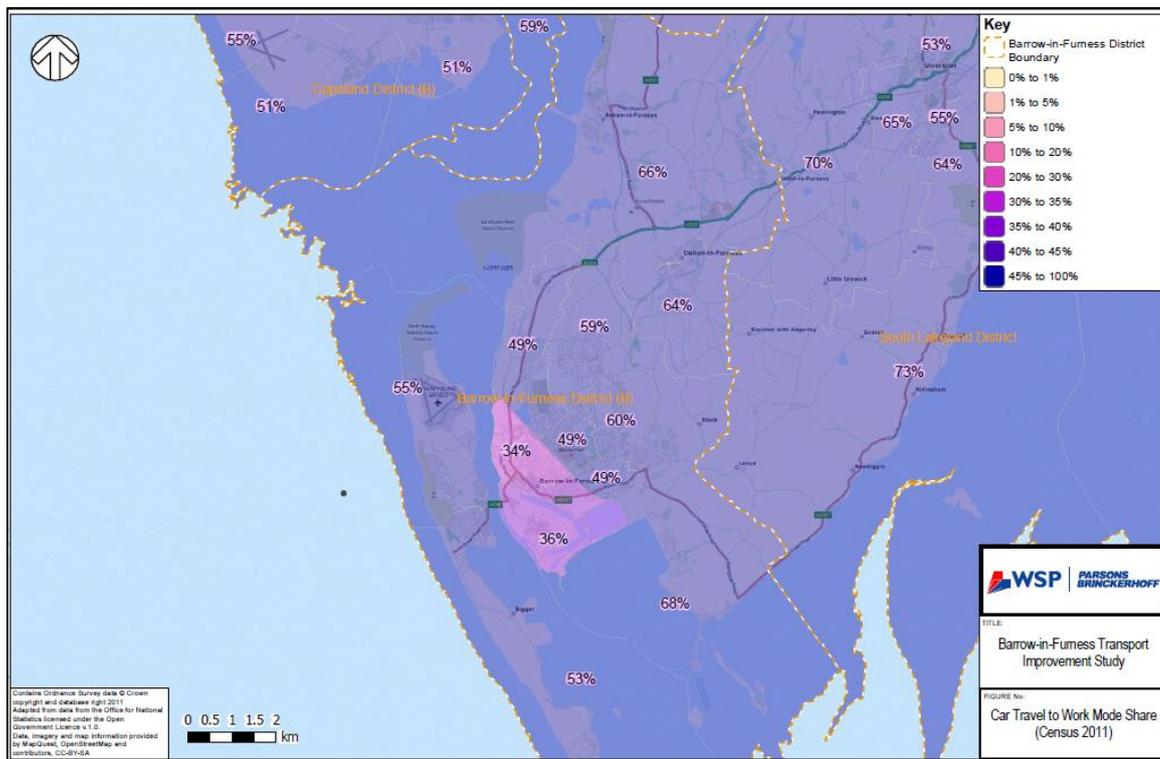 Key
Barrow-in-Furness District
Boundary
0% to 1%
1% to 5%
5% to 10%
10% to 20%
20% to 30%
30% to 35%
35% to 40%
40% to 45%
45% to 100%
55%
59%
51%
51%
Copeland District (B)
53%
Ulverston
Pennington
65%
55%
64%
70%
Askam-in-Furness
66%
Dalton-in-Furness
Little Urswick
64%
59%
49%
Scales
South Lakeland District
73%
Aldingham
55%
Barrow-in-Furness District (B)
60%
Stank
34%
49%
49%
Barrow-in-Furness
Leece
Newbiggin
36%
68%
Biggar
53%
WSP | PARSONS
BRINCKERHOFF
TITLE:
Barrow-in-Furness Transport
Improvement Study
FIGURE No:
Car Travel to Work Mode Share
(Census 2011)
Contains Ordnance Survey data © Crown
copyright and database right 2011
Adapted from data from the Office for National
Statistics licensed under the Open
Government Licence v.1.0.
Data, imagery and map information provided
by MapQuest, OpenStreetMap and
contributors, CC-BY-SA
0 0.5 1 1.5 2
km